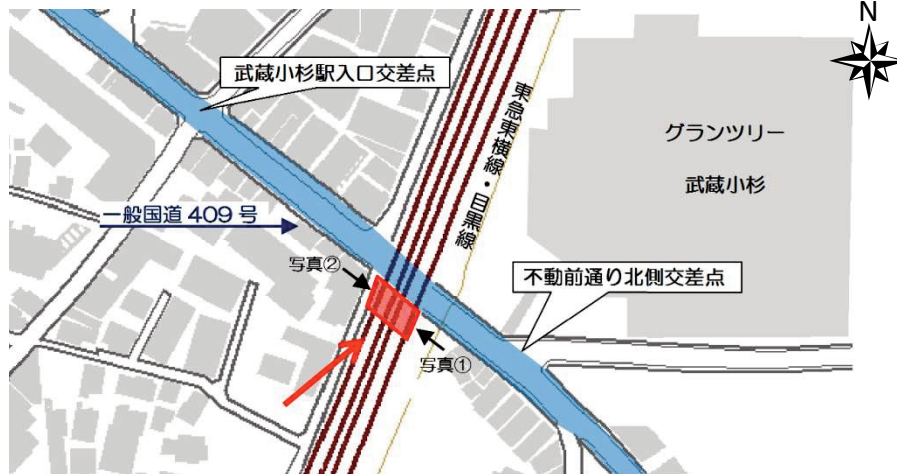 N
武蔵小杉駅入口交差点
東急東横線・目黒線
グランツリー
武蔵小杉
一般国道409号
写真②
不動前通り北側交差点
写真①